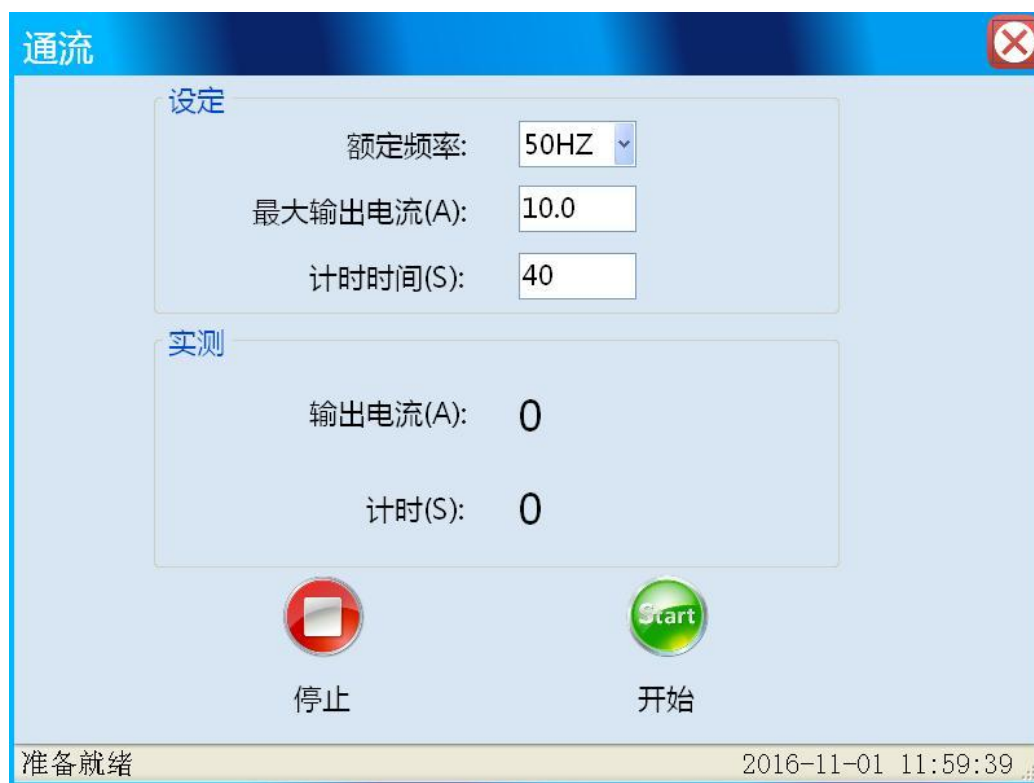 通流
设定
额定频率: 50HZ
最大输出电流(A): 10.0
计时时间(S): 40
实测
输出电流(A): 0
计时(S): 0
Start
停止 开始
准备就绪 2016-11-01 11:59:39